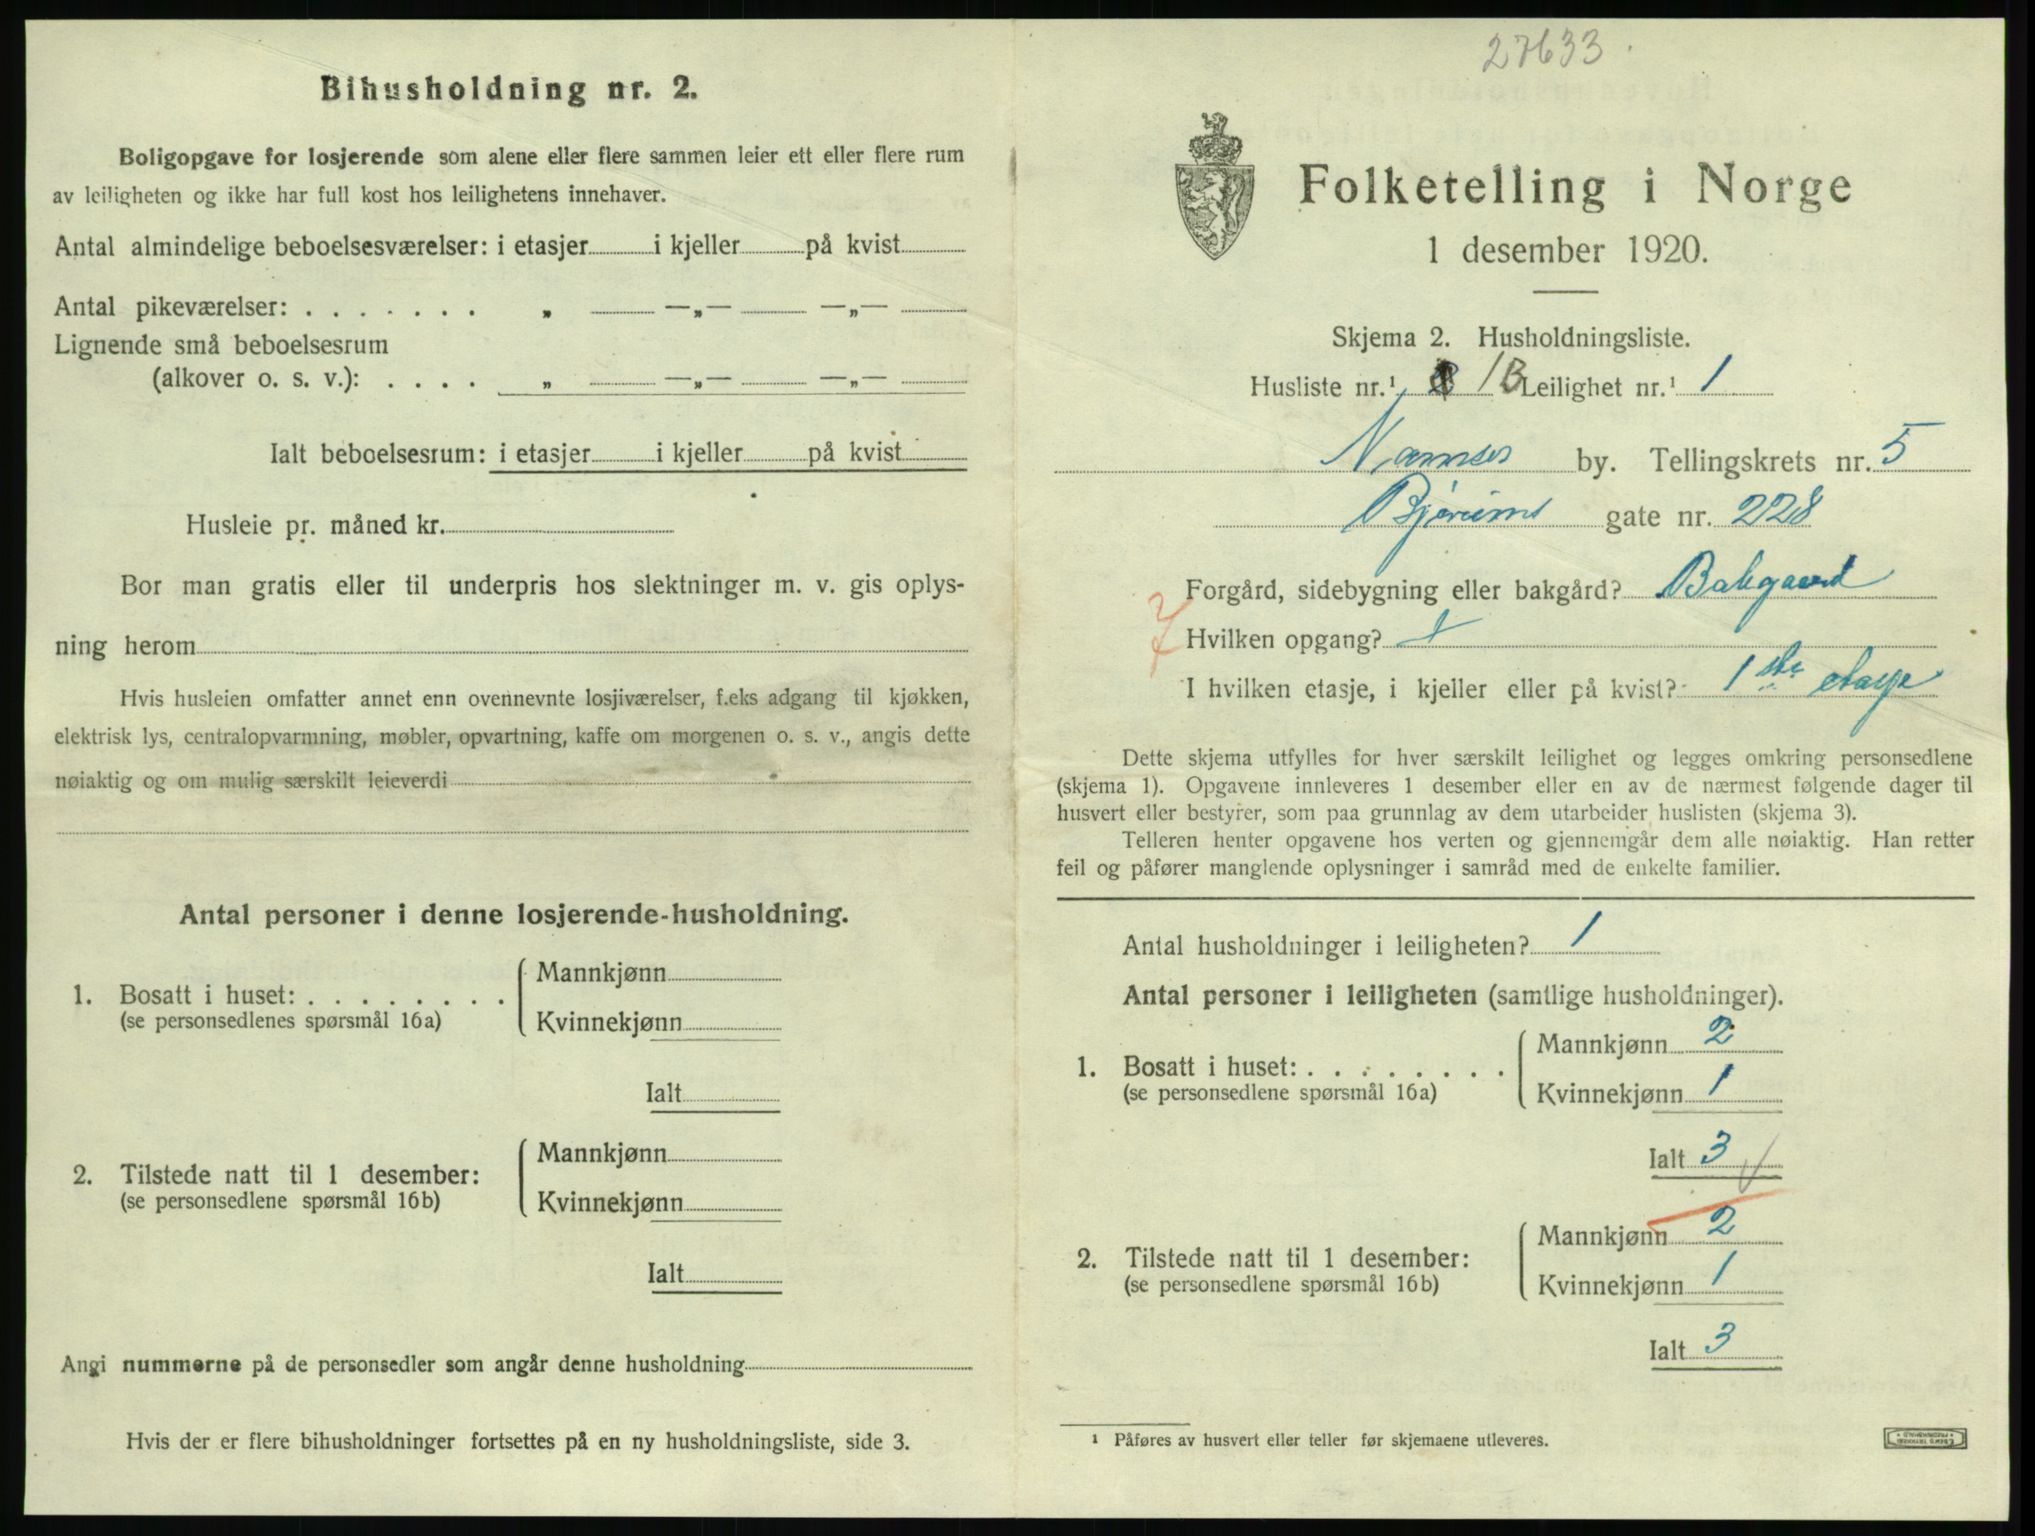 Bihusholdning nr. 2.
Boligopgave for losjerende som alene eller flere sammen leier ett eller flere rum
av leiligheten og ikke har full kost hos leilighetens innehaver.
Antal almindelige beboelsesværelser: i etasjer i kjeller på kvist
Antal pikeværelser: . . . . . . . „ —„— —„—
Lignende små beboelsesrum
(alkover o. s. v.): . . . . „ —„— —„—
Ialt beboelsesrum: i etasjer i kjeller på kvist
Husleie pr. måned kr.
Bor man gratis eller til underpris hos slektninger m. v. gis oplys-
ning herom
Hvis husleien omfatter annet enn ovennevnte losjiværelser, f.eks adgang til kjøkken,
elektrisk lys, centralopvarmning, møbler, opvartning, kaffe om morgenen o. s. v., angis dette
nøiaktig og om mulig særskilt leieverdi
Antal personer i denne losjerende-husholdning.
1. Bosatt i huset: . . . . . . . .
(se personsedlenes spørsmål 16a)
Mannkjønn
Kvinnekjønn
Ialt
2. Tilstede natt til 1 desember:
(se personsedlene spørsmål 16b)
Mannkjønn
Kvinnekjønn
Ialt
Angi nummerne på de personsedler som angår denne husholdning
Hvis der er flere bihusholdninger fortsettes på en ny husholdningsliste, side 3.
27633.
Folketelling i Norge
1 desember 1920.
Skjema 2. Husholdningsliste.
Husliste nr.¹ 1B Leilighet nr.¹ 1
Namsos by. Tellingskrets nr. 5
Bjørums gate nr. 228
Forgård, sidebygning eller bakgård? Bakgaard
Hvilken opgang?
I hvilken etasje, i kjeller eller på kvist? 1ste etage
Dette skjema utfylles for hver særskilt leilighet og legges omkring personsedlene
(skjema 1). Opgavene innleveres 1 desember eller en av de nærmest følgende dager til
husvert eller bestyrer, som paa grunnlag av dem utarbeider huslisten (skjema 3).
Telleren henter opgavene hos verten og gjennemgår dem alle nøiaktig. Han retter
feil og påfører manglende oplysninger i samråd med de enkelte familier.
Antal husholdninger i leiligheten? 1
Antal personer i leiligheten (samtlige husholdninger).
1. Bosatt i huset: . . . . . . . .
(se personsedlene spørsmål 16a)
Mannkjønn 2
Kvinnekjønn 1
Ialt 3
2. Tilstede natt til 1 desember:
(se personsedlene spørsmål 16b)
Mannkjønn 2
Kvinnekjønn 1
Ialt 3
¹ Påføres av husvert eller teller før skjemaene utleveres.